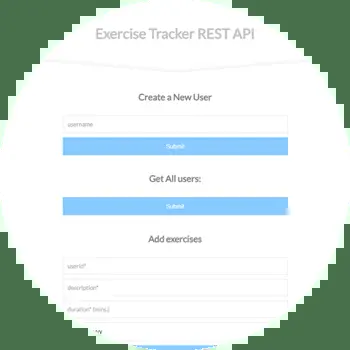 Exercise Tracker REST API
Create a New User
username
Submit
Get All users:
Submit
Add exercises
userId*
description*
duration* (mins.)